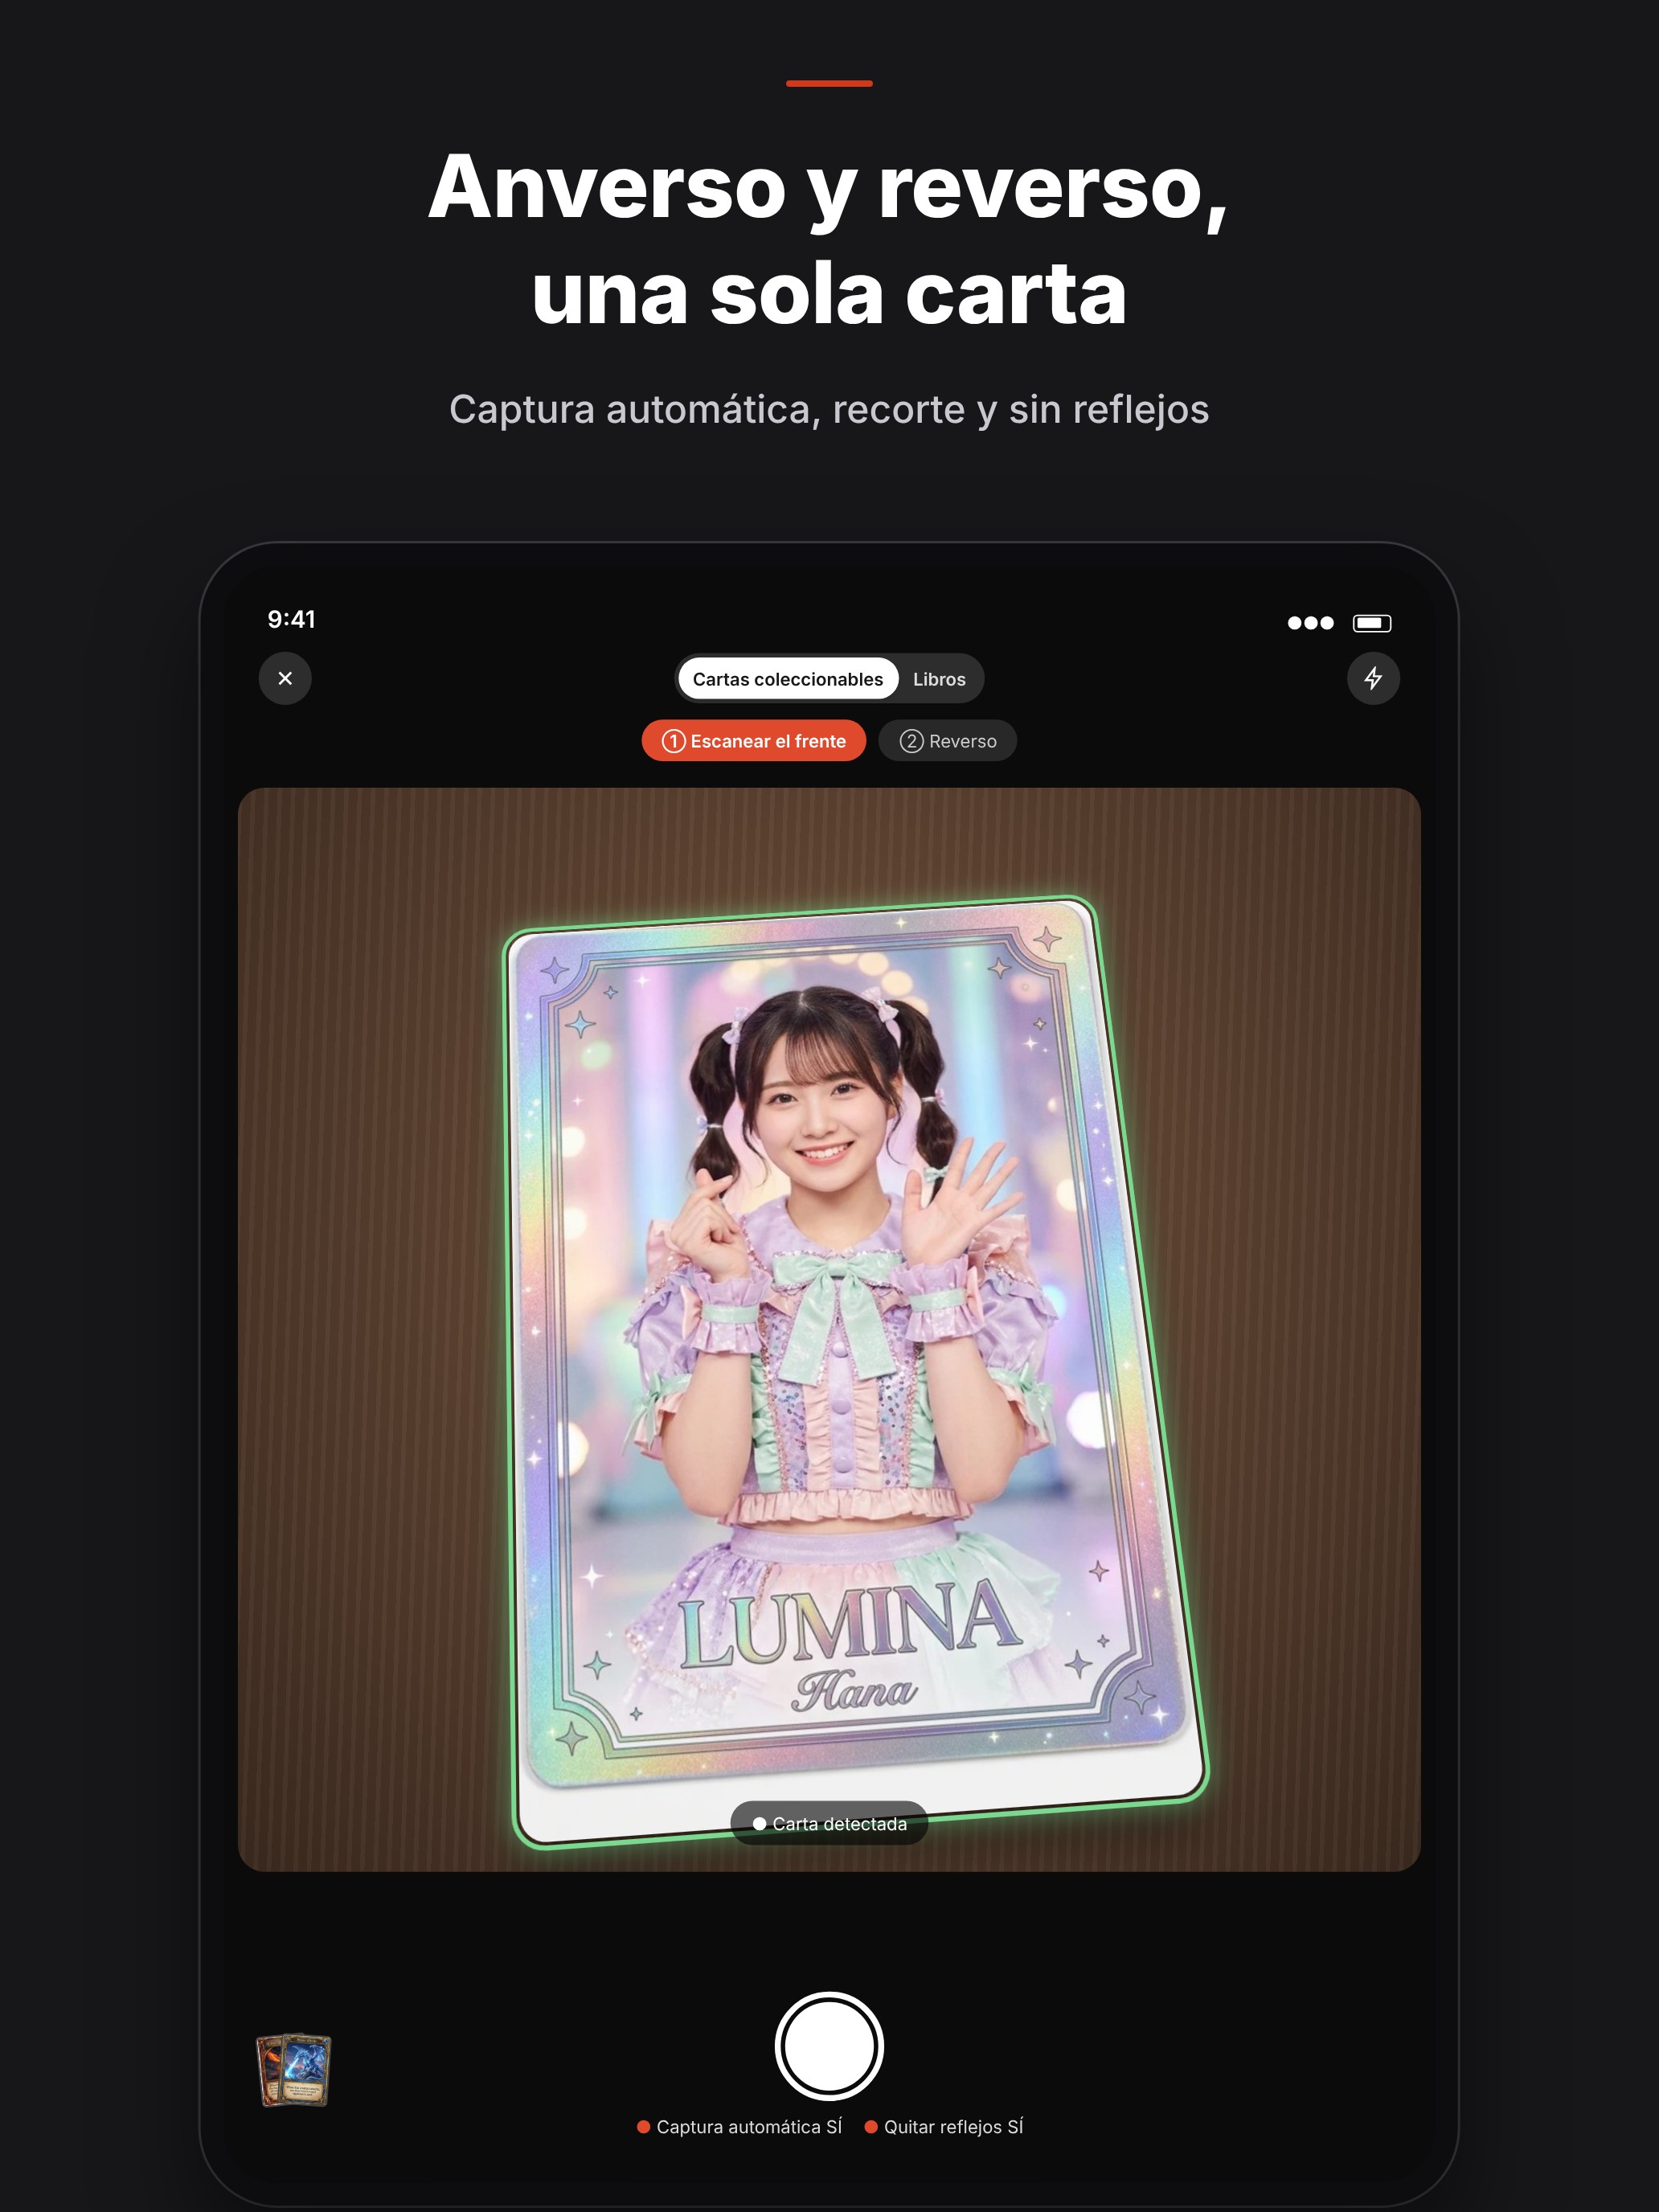 Anverso y reverso,
una sola carta
Captura automática, recorte y sin reflejos
9:41
Cartas coleccionables Libros
① Escanear el frente ② Reverso
LUMINA
Hana
Carta detectada
Captura automática SÍ Quitar reflejos SÍ